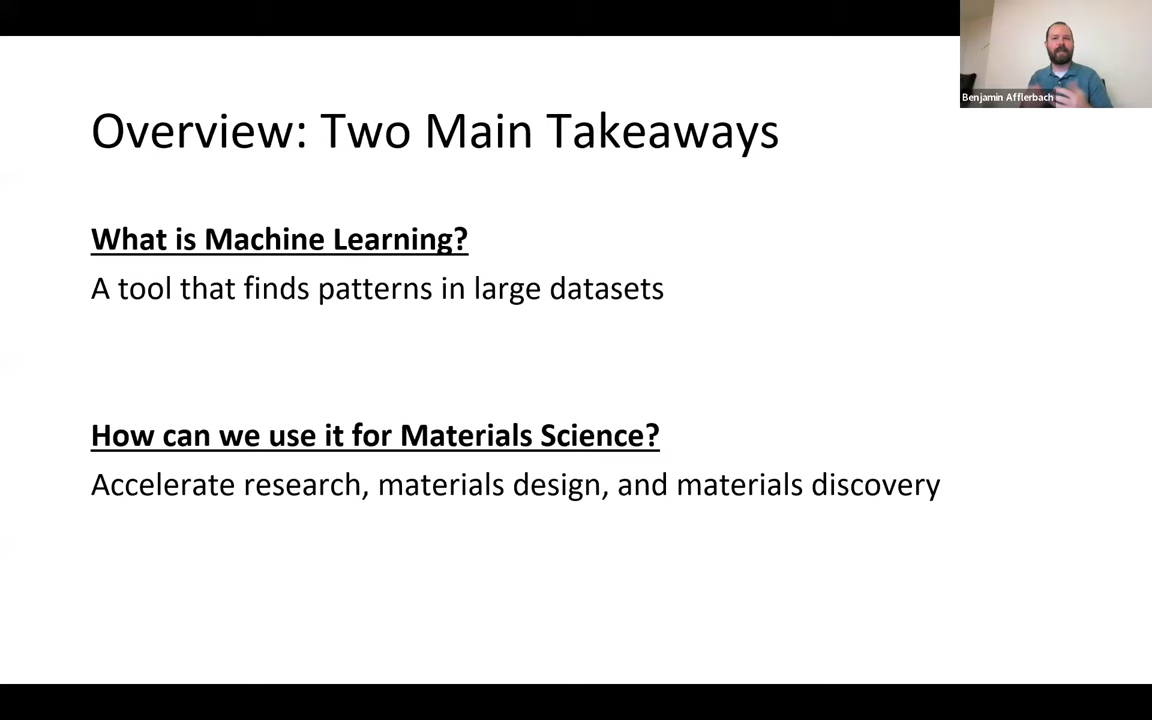 Overview: Two Main Takeaways
What is Machine Learning?
A tool that finds patterns in large datasets
How can we use it for Materials Science?
Accelerate research, materials design, and materials discovery
Benjamin Afflerbach